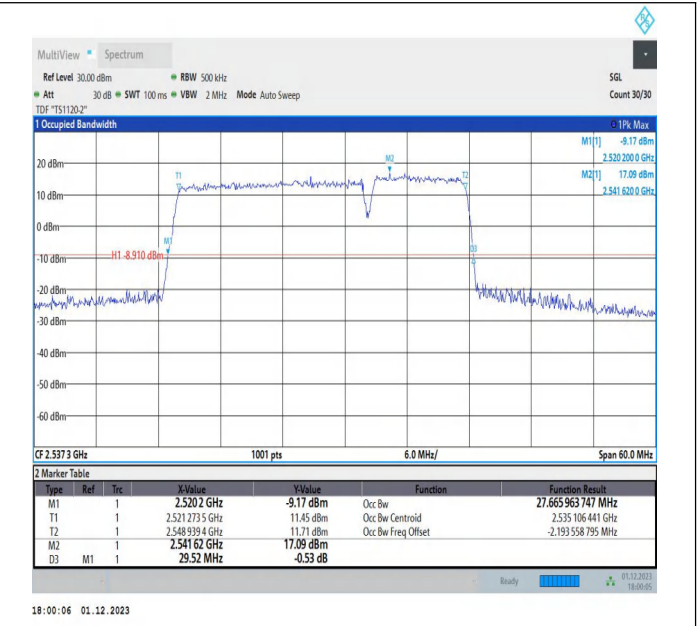 MultiView Spectrum
Ref Level 30.00 dBm RBW 500 kHz SGL
Att 30 dB SWT 100 ms VBW 2 MHz Mode Auto Sweep Count 30/30
TDF "TS1120-2"
1 Occupied Bandwidth 1Pk Max
M1[1] -9.17 dBm
2.520 200 0 GHz
M2[1] 17.09 dBm
2.541 620 0 GHz
M2
20 dBm
T1
T2
10 dBm
0 dBm
M1
D3
H1 -8.910 dBm
-10 dBm
-20 dBm
-30 dBm
-40 dBm
-50 dBm
-60 dBm
CF 2.537 3 GHz 1001 pts 6.0 MHz/ Span 60.0 MHz
2 Marker Table
Type Ref Trc X-Value Y-Value Function Function Result
M1 1 2.520 2 GHz -9.17 dBm Occ Bw 27.665 963 747 MHz
T1 1 2.521 273 5 GHz 11.45 dBm Occ Bw Centroid 2.535 106 441 GHz
T2 1 2.548 939 4 GHz 11.71 dBm Occ Bw Freq Offset -2.193 558 795 MHz
M2 1 2.541 62 GHz 17.09 dBm
D3 M1 1 29.52 MHz -0.53 dB
Ready 01.12.2023
18:00:05
18:00:06 01.12.2023